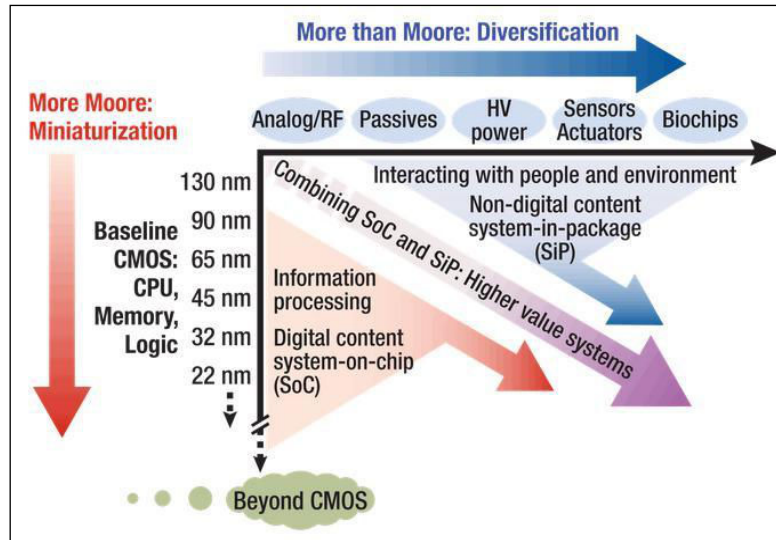 More than Moore: Diversification
More Moore:
Miniaturization
Analog/RF
Passives
HV
power
Sensors
Actuators
Biochips
130 nm
90 nm
65 nm
45 nm
32 nm
22 nm
Baseline
CMOS:
CPU,
Memory,
Logic
Interacting with people and environment
Non-digital content
system-in-package
(SiP)
Combining SoC and SiP: Higher value systems
Information
processing
Digital content
system-on-chip
(SoC)
Beyond CMOS